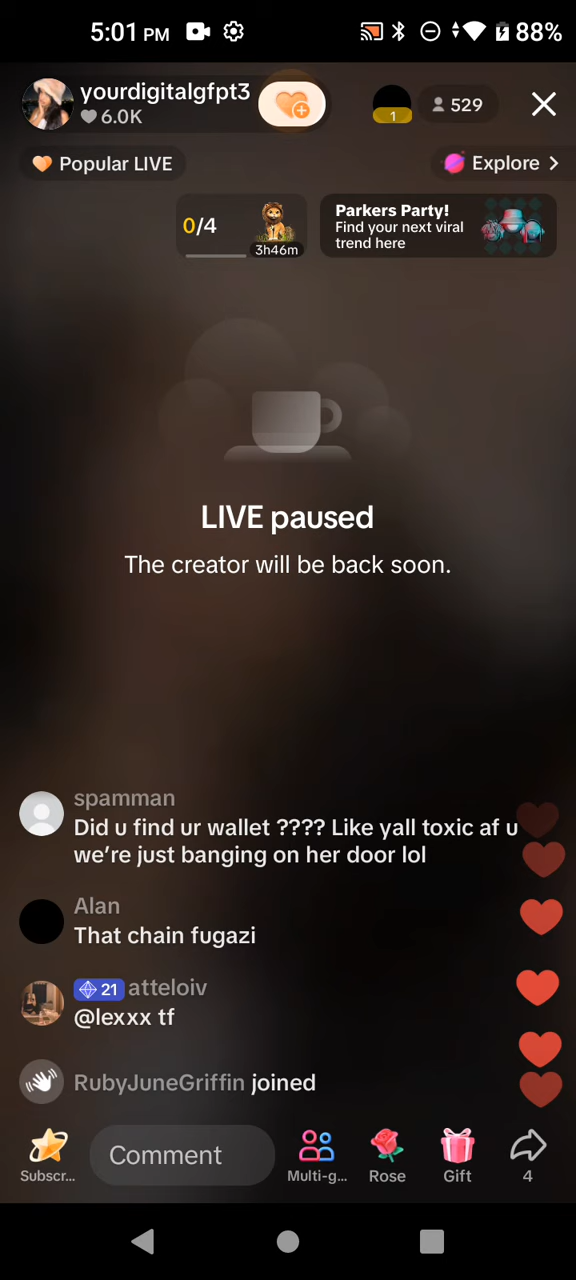 5:01 PM
88%
yourdigitalgfpt3
6.0K
1
529
Popular LIVE
Explore
0/4
3h46m
Parkers Party!
Find your next viral
trend here
LIVE paused
The creator will be back soon.
spamman
Did u find ur wallet ???? Like yall toxic af u
we’re just banging on her door lol
Alan
That chain fugazi
21 atteloiv
@lexxx tf
RubyJuneGriffin joined
Subscr...
Comment
Multi-g...
Rose
Gift
4